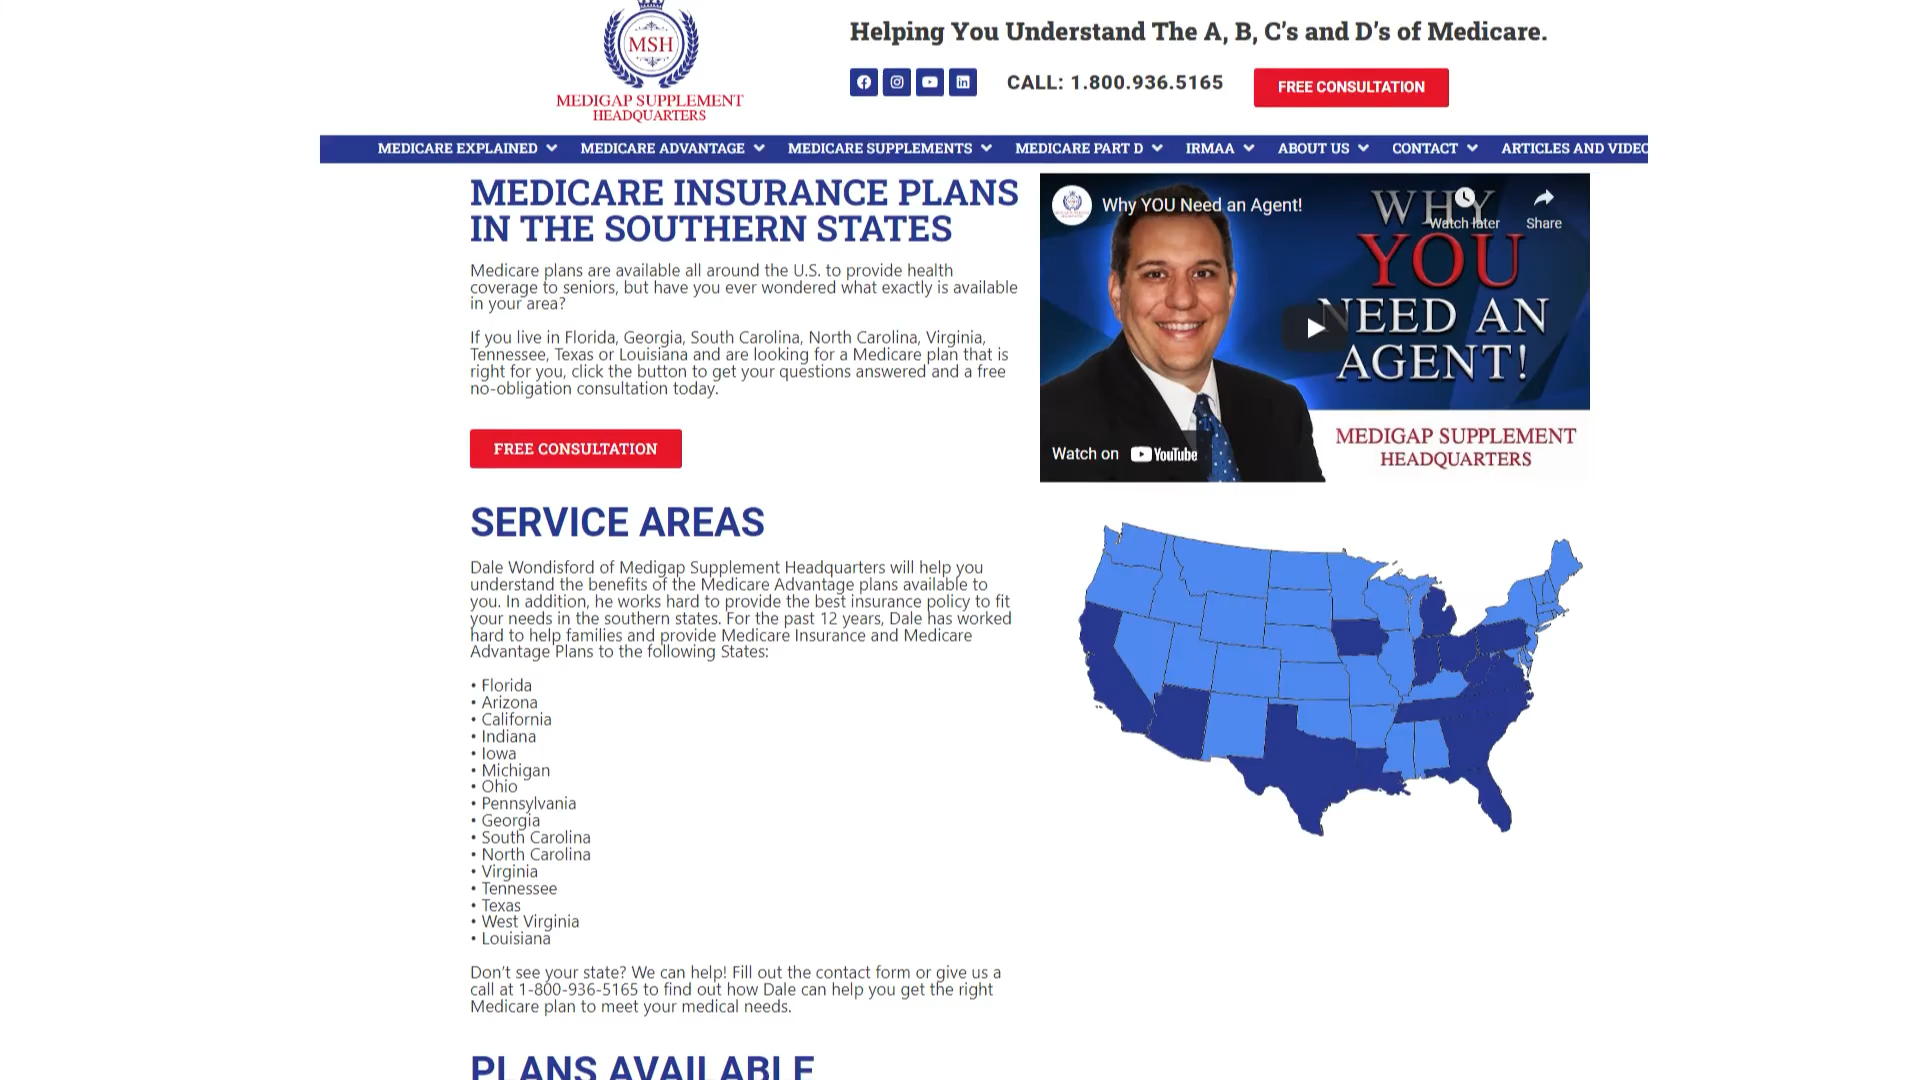 MSH
MEDIGAP SUPPLEMENT
HEADQUARTERS
Helping You Understand The A, B, C's and D's of Medicare.
CALL: 1.800.936.5165
FREE CONSULTATION
MEDICARE EXPLAINED MEDICARE ADVANTAGE MEDICARE SUPPLEMENTS MEDICARE PART D IRMAA ABOUT US CONTACT ARTICLES AND VIDEO
MEDICARE INSURANCE PLANS
IN THE SOUTHERN STATES
Medicare plans are available all around the U.S. to provide health
coverage to seniors, but have you ever wondered what exactly is available
in your area?
If you live in Florida, Georgia, South Carolina, North Carolina, Virginia,
Tennessee, Texas or Louisiana and are looking for a Medicare plan that is
right for you, click the button to get your questions answered and a free
no-obligation consultation today.
FREE CONSULTATION
Why YOU Need an Agent!
Watch later
Share
WHY
YOU
NEED AN
AGENT!
MEDIGAP SUPPLEMENT
HEADQUARTERS
Watch on YouTube
SERVICE AREAS
Dale Wondisford of Medigap Supplement Headquarters will help you
understand the benefits of the Medicare Advantage plans available to
you. In addition, he works hard to provide the best insurance policy to fit
your needs in the southern states. For the past 12 years, Dale has worked
hard to help families and provide Medicare Insurance and Medicare
Advantage Plans to the following States:
• Florida
• Arizona
• California
• Indiana
• Iowa
• Michigan
• Ohio
• Pennsylvania
• Georgia
• South Carolina
• North Carolina
• Virginia
• Tennessee
• Texas
• West Virginia
• Louisiana
Don't see your state? We can help! Fill out the contact form or give us a
call at 1-800-936-5165 to find out how Dale can help you get the right
Medicare plan to meet your medical needs.
PLANS AVAILABLE